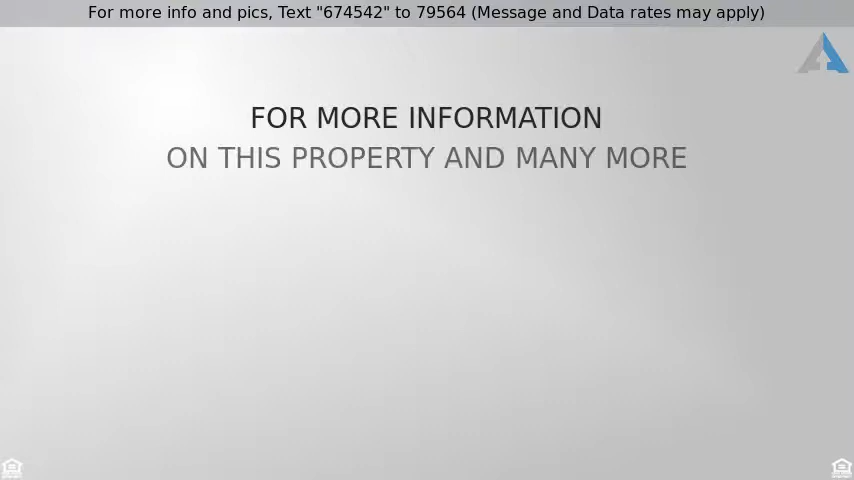 For more info and pics, Text "674542" to 79564 (Message and Data rates may apply)
FOR MORE INFORMATION
ON THIS PROPERTY AND MANY MORE